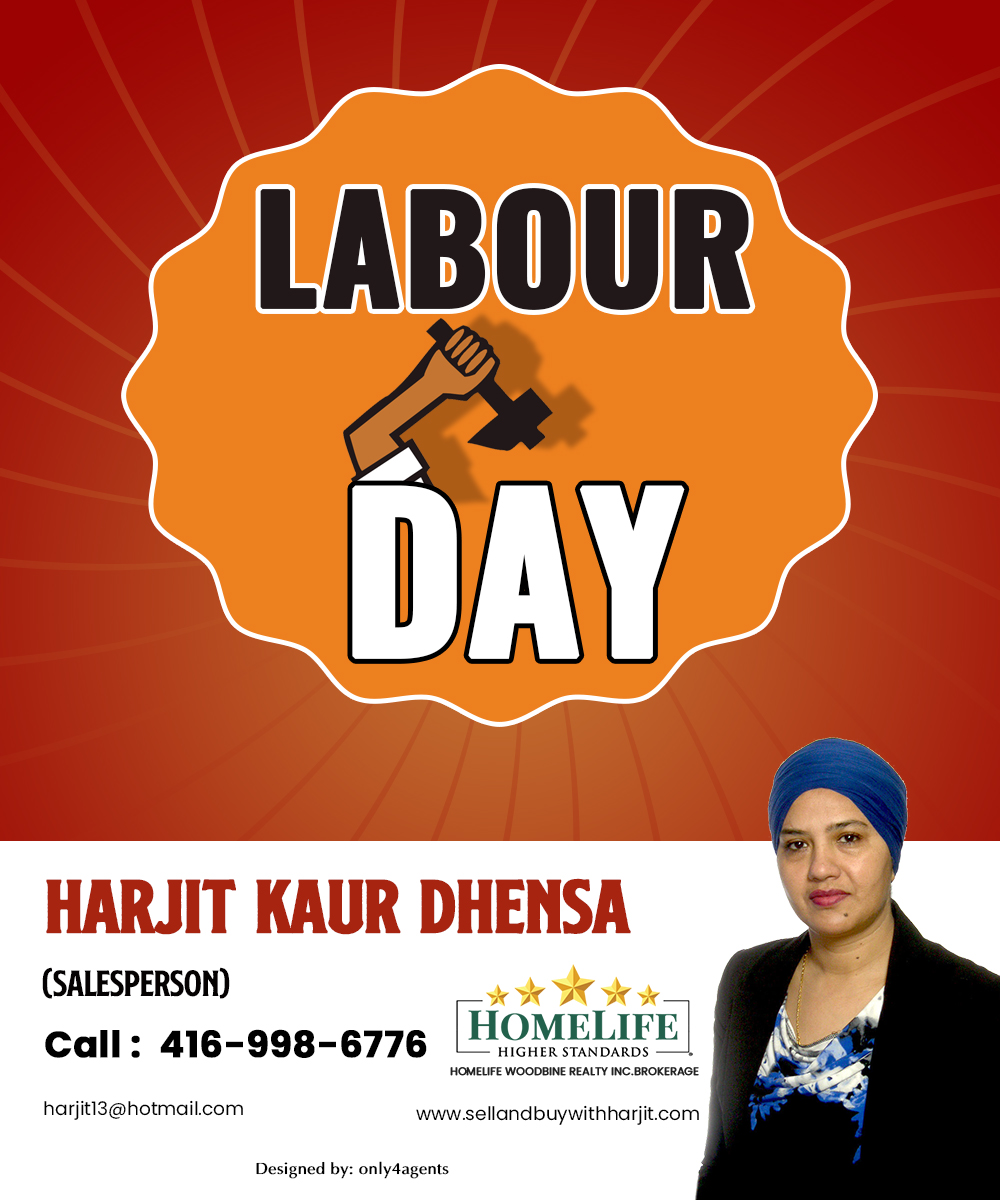 LABOUR
DAY
HARJIT KAUR DHENSA
(SALESPERSON)
Call : 416-998-6776
HOMELIFE
HIGHER STANDARDS
HOMELIFE WOODBINE REALTY INC.BROKERAGE
harjit13@hotmail.com
www.sellandbuywithharjit.com
Designed by: only4agents